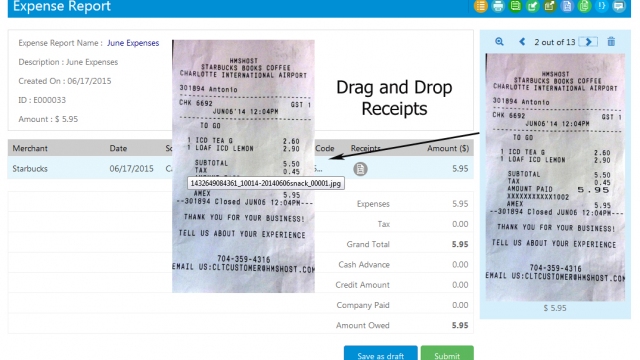 Expense Report
Expense Report Name : June Expenses
Description : June Expenses
Created On : 06/17/2015
ID : E000033
Amount : $ 5.95
HMSHOST
STARBUCKS BOOKS COFFEE
CHARLOTTE INTERNATIONAL AIRPORT
301894 Antonio
CHK 6692 GST 1
JUN06'14 12:04PM
TO GO
1 ICD TEA G 2.60
1 LOAF ICD LEMON 2.90
SUBTOTAL 5.50
TAX 0.45
1432649084361_10014-20140606snack_00001.jpg
AMEX 5.95
--301894 Closed JUN06 12:04PM---
THANK YOU FOR YOUR BUSINESS!
TELL US ABOUT YOUR EXPERIENCE
704-359-4316
EMAIL US:CLTCUSTOMER@HMSHOST.COM
Drag and Drop
Receipts
Merchant Date Code Receipts Amount ($)
Starbucks 06/17/2015 5.95
Expenses 5.95
Tax 0.00
Grand Total 5.95
Cash Advance 0.00
Credit Amount 0.00
Company Paid 0.00
Amount Owed 5.95
Save as draft Submit
2 out of 13
HMSHOST
STARBUCKS BOOKS COFFEE
CHARLOTTE INTERNATIONAL AIRPORT
301894 Antonio
CHK 6692 GST 1
JUN06'14 12:04PM
TO GO
1 ICD TEA G 2.60
1 LOAF ICD LEMON 2.90
SUBTOTAL 5.50
TAX 0.45
AMOUNT PAID 5.95
XXXXXXXXXXX1002
AMEX 5.95
--301894 Closed JUN06 12:04PM---
THANK YOU FOR YOUR BUSINESS!
TELL US ABOUT YOUR EXPERIENCE
704-359-4316
EMAIL US:CLTCUSTOMER@HMSHOST.COM
$ 5.95